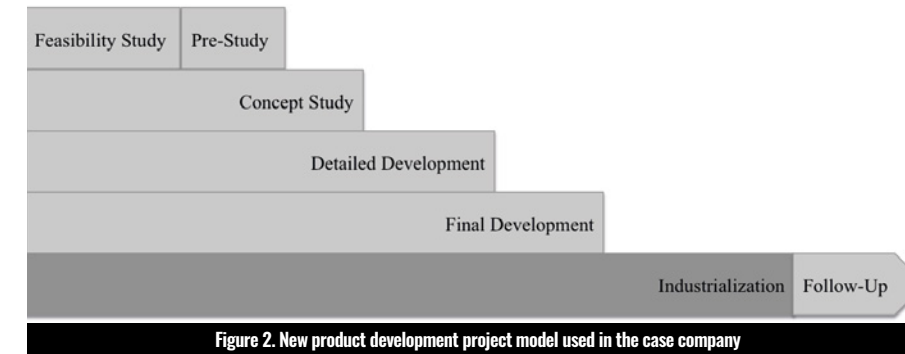 Feasibility Study Pre-Study
Concept Study
Detailed Development
Final Development
Industrialization Follow-Up
Figure 2. New product development project model used in the case company